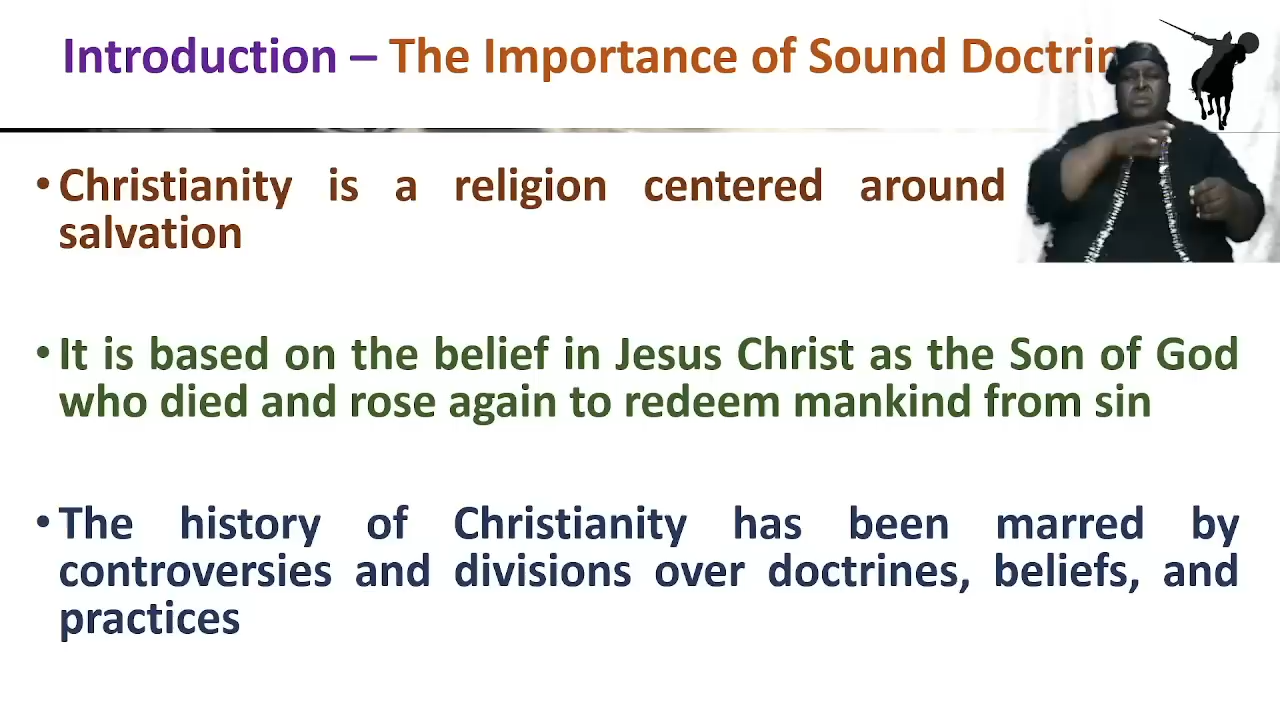 Introduction – The Importance of Sound Doctrin
• Christianity is a religion centered around
salvation
• It is based on the belief in Jesus Christ as the Son of God
who died and rose again to redeem mankind from sin
• The history of Christianity has been marred by
controversies and divisions over doctrines, beliefs, and
practices